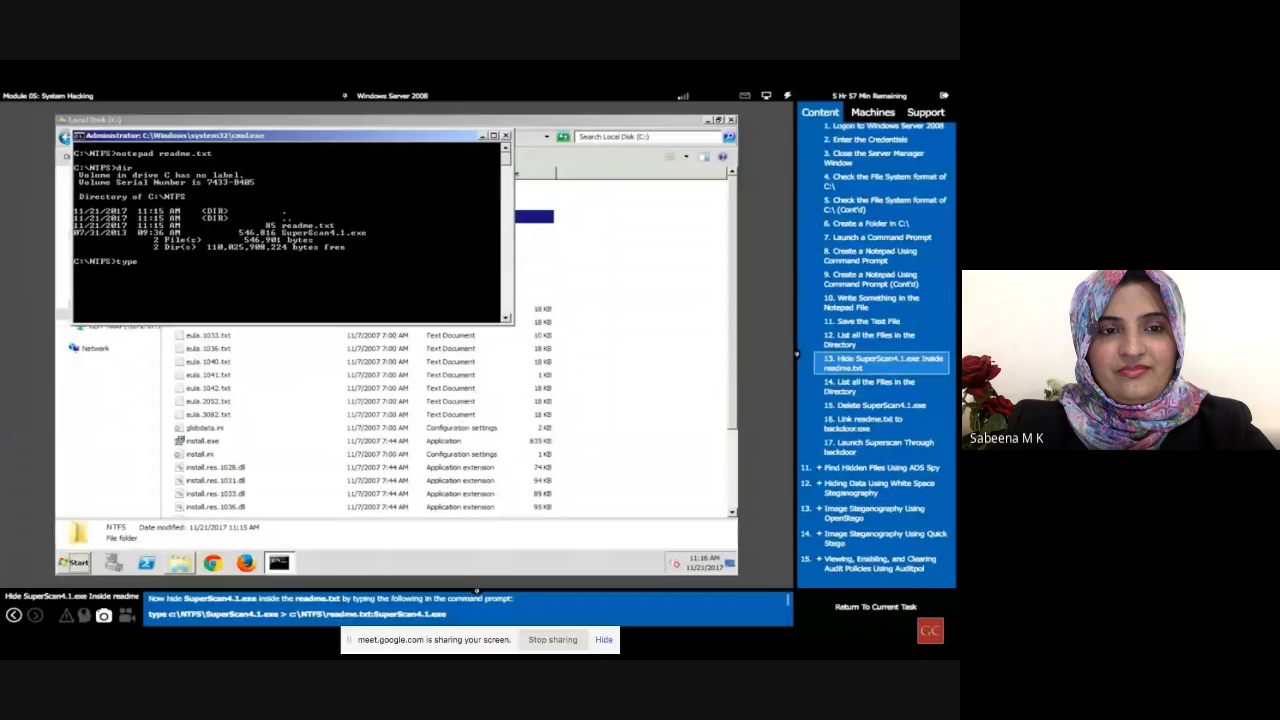 Module 05: System Hacking
Windows Server 2008
5 Hr 57 Min Remaining
Content Machines Support
Local Disk (C:)
Search Local Disk (C:)
Administrator: C:\Windows\system32\cmd.exe
C:\NTFS>notepad readme.txt
C:\NTFS>dir
Volume in drive C has no label.
Volume Serial Number is 7433-B405
Directory of C:\NTFS
11/21/2017 11:15 AM <DIR> .
11/21/2017 11:15 AM <DIR> ..
11/21/2017 11:15 AM 85 readme.txt
07/31/2013 09:36 AM 546,816 SuperScan4.1.exe
2 File(s) 546,901 bytes
2 Dir(s) 110,025,908,224 bytes free
C:\NTFS>type
18 KB
18 KB
eula.1033.txt 11/7/2007 7:00 AM Text Document 10 KB
eula.1036.txt 11/7/2007 7:00 AM Text Document 18 KB
eula.1040.txt 11/7/2007 7:00 AM Text Document 18 KB
eula.1041.txt 11/7/2007 7:00 AM Text Document 1 KB
eula.1042.txt 11/7/2007 7:00 AM Text Document 18 KB
eula.2052.txt 11/7/2007 7:00 AM Text Document 18 KB
eula.3082.txt 11/7/2007 7:00 AM Text Document 18 KB
globdata.ini 11/7/2007 7:00 AM Configuration settings 2 KB
install.exe 11/7/2007 7:44 AM Application 835 KB
install.ini 11/7/2007 7:00 AM Configuration settings 1 KB
install.res.1028.dll 11/7/2007 7:44 AM Application extension 74 KB
install.res.1031.dll 11/7/2007 7:44 AM Application extension 94 KB
install.res.1033.dll 11/7/2007 7:44 AM Application extension 89 KB
install.res.1036.dll 11/7/2007 7:44 AM Application extension 95 KB
Network
NTFS Date modified: 11/21/2017 11:15 AM
File folder
Start
11:16 AM
11/21/2017
1. Logon to Windows Server 2008
2. Enter the Credentials
3. Close the Server Manager
Window
4. Check the File System format of
C:\
5. Check the File System format of
C:\ (Cont'd)
6. Create a Folder in C:\
7. Launch a Command Prompt
8. Create a Notepad Using
Command Prompt
9. Create a Notepad Using
Command Prompt (Cont'd)
10. Write Something in the
Notepad File
11. Save the Text File
12. List all the Files in the
Directory
13. Hide SuperScan4.1.exe Inside
readme.txt
14. List all the Files in the
Directory
15. Delete SuperScan4.1.exe
16. Link readme.txt to
backdoor.exe
17. Launch Superscan Through
backdoor
11. + Find Hidden Files Using ADS Spy
12. + Hiding Data Using White Space
Steganography
13. + Image Steganography Using
OpenStego
14. + Image Steganography Using Quick
Stego
15. + Viewing, Enabling, and Clearing
Audit Policies Using Auditpol
Return To Current Task
GC
Hide SuperScan4.1.exe Inside readme
Now hide SuperScan4.1.exe inside the readme.txt by typing the following in the command prompt:
type c:\NTFS\SuperScan4.1.exe > c:\NTFS\readme.txt:SuperScan4.1.exe
meet.google.com is sharing your screen. Stop sharing Hide
Sabeena M K